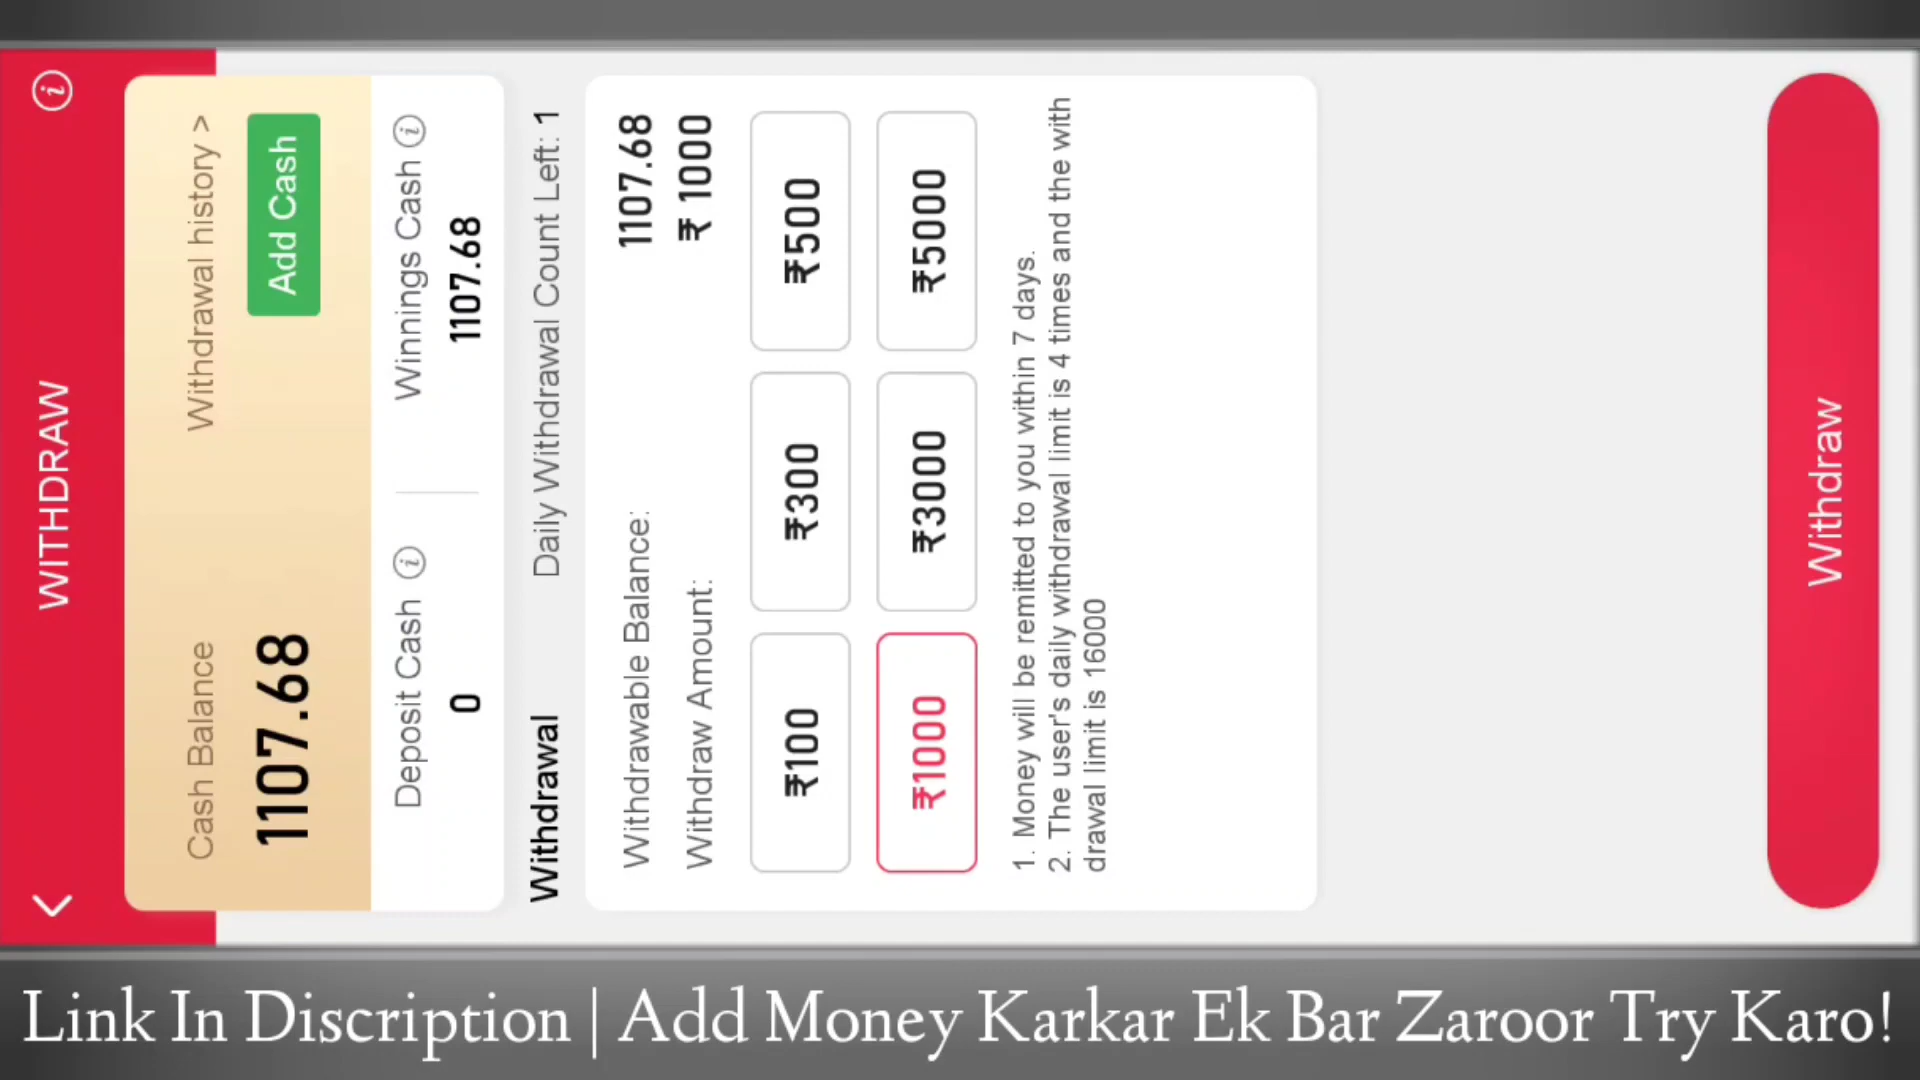 WITHDRAW
Cash Balance
Withdrawal history >
1107.68
Add Cash
Deposit Cash
Winnings Cash
0
1107.68
Withdrawal
Daily Withdrawal Count Left: 1
Withdrawable Balance:
1107.68
Withdraw Amount:
₹ 1000
₹100
₹300
₹500
₹1000
₹3000
₹5000
1. Money will be remitted to you within 7 days.
2. The user's daily withdrawal limit is 4 times and the with
drawal limit is 16000
Withdraw
Link In Discription | Add Money Karkar Ek Bar Zaroor Try Karo!